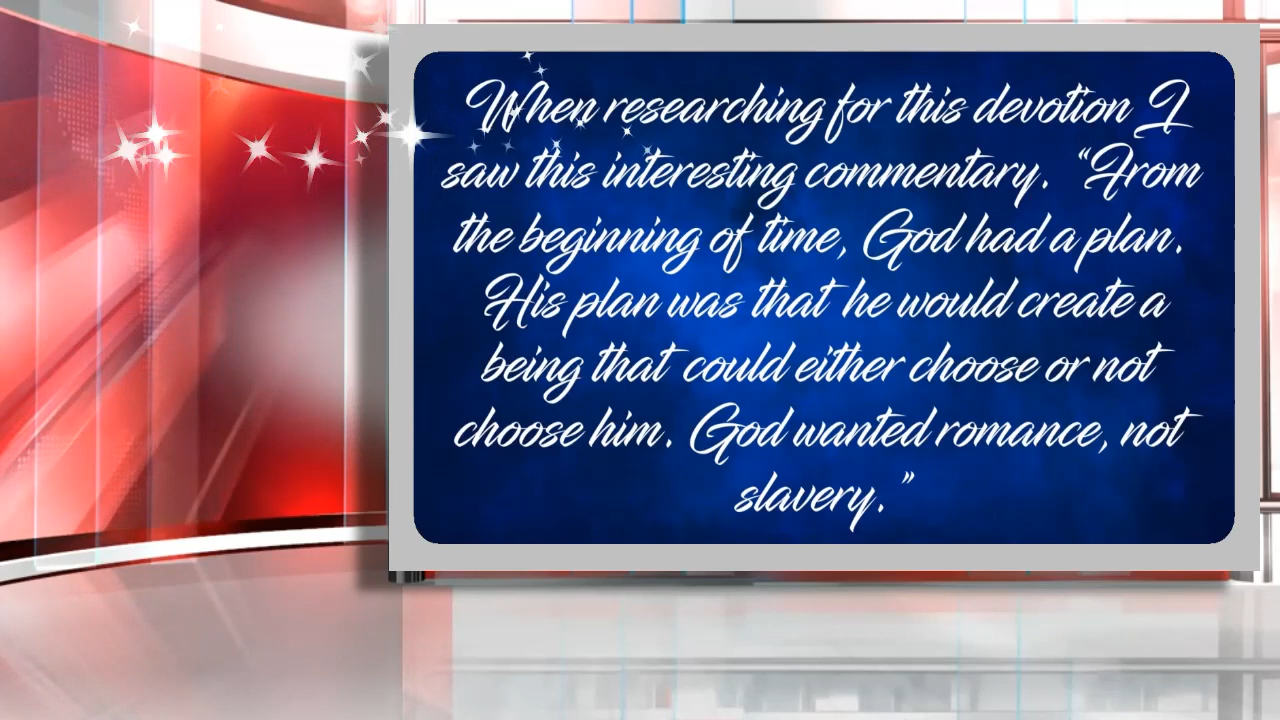 When researching for this devotion I
saw this interesting commentary. “From
the beginning of time, God had a plan.
His plan was that he would create a
being that could either choose or not
choose him. God wanted romance, not
slavery.”